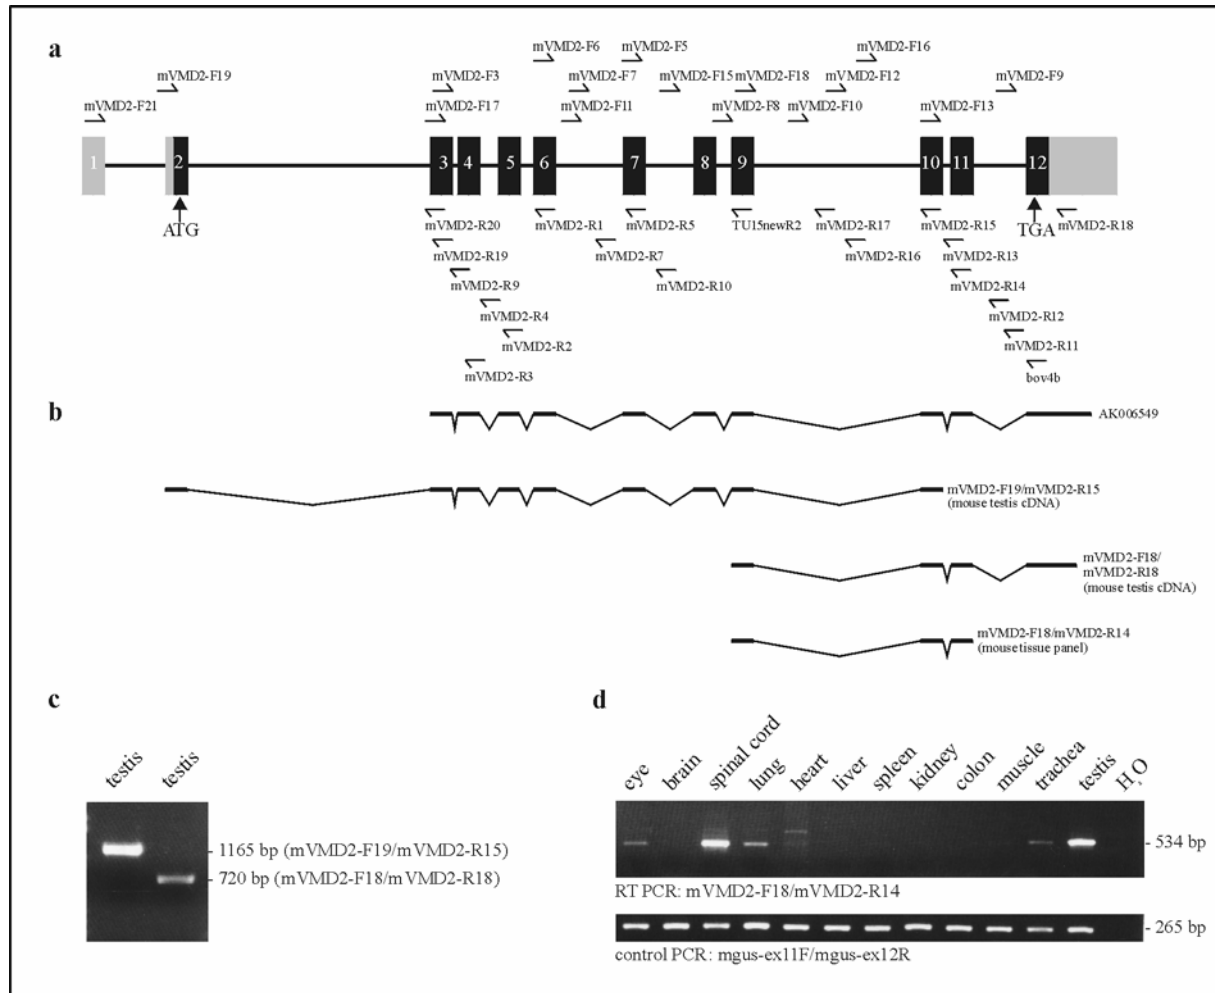 a
mVMD2-F6
mVMD2-F5
mVMD2-F16
mVMD2-F19
mVMD2-F3
mVMD2-F7
mVMD2-F15
mVMD2-F18
mVMD2-F12
mVMD2-F9
mVMD2-F21
mVMD2-F17
mVMD2-F11
mVMD2-F8
mVMD2-F10
mVMD2-F13
1
2
3
4
5
6
7
8
9
10
11
12
ATG
mVMD2-R20
mVMD2-R1
mVMD2-R5
TU15newR2
mVMD2-R17
mVMD2-R15
TGA
mVMD2-R18
mVMD2-R19
mVMD2-R7
mVMD2-R16
mVMD2-R13
mVMD2-R9
mVMD2-R10
mVMD2-R14
mVMD2-R4
mVMD2-R12
mVMD2-R2
mVMD2-R11
mVMD2-R3
bov4b
b
AK006549
mVMD2-F19/mVMD2-R15
(mouse testis cDNA)
mVMD2-F18/
mVMD2-R18
(mouse testis cDNA)
mVMD2-F18/mVMD2-R14
(mouse tissue panel)
c
testis
testis
- 1165 bp (mVMD2-F19/mVMD2-R15)
- 720 bp (mVMD2-F18/mVMD2-R18)
d
eye
brain
spinal cord
lung
heart
liver
spleen
kidney
colon
muscle
trachea
testis
H₂O
- 534 bp
RT PCR: mVMD2-F18/mVMD2-R14
- 265 bp
control PCR: mgus-ex11F/mgus-ex12R